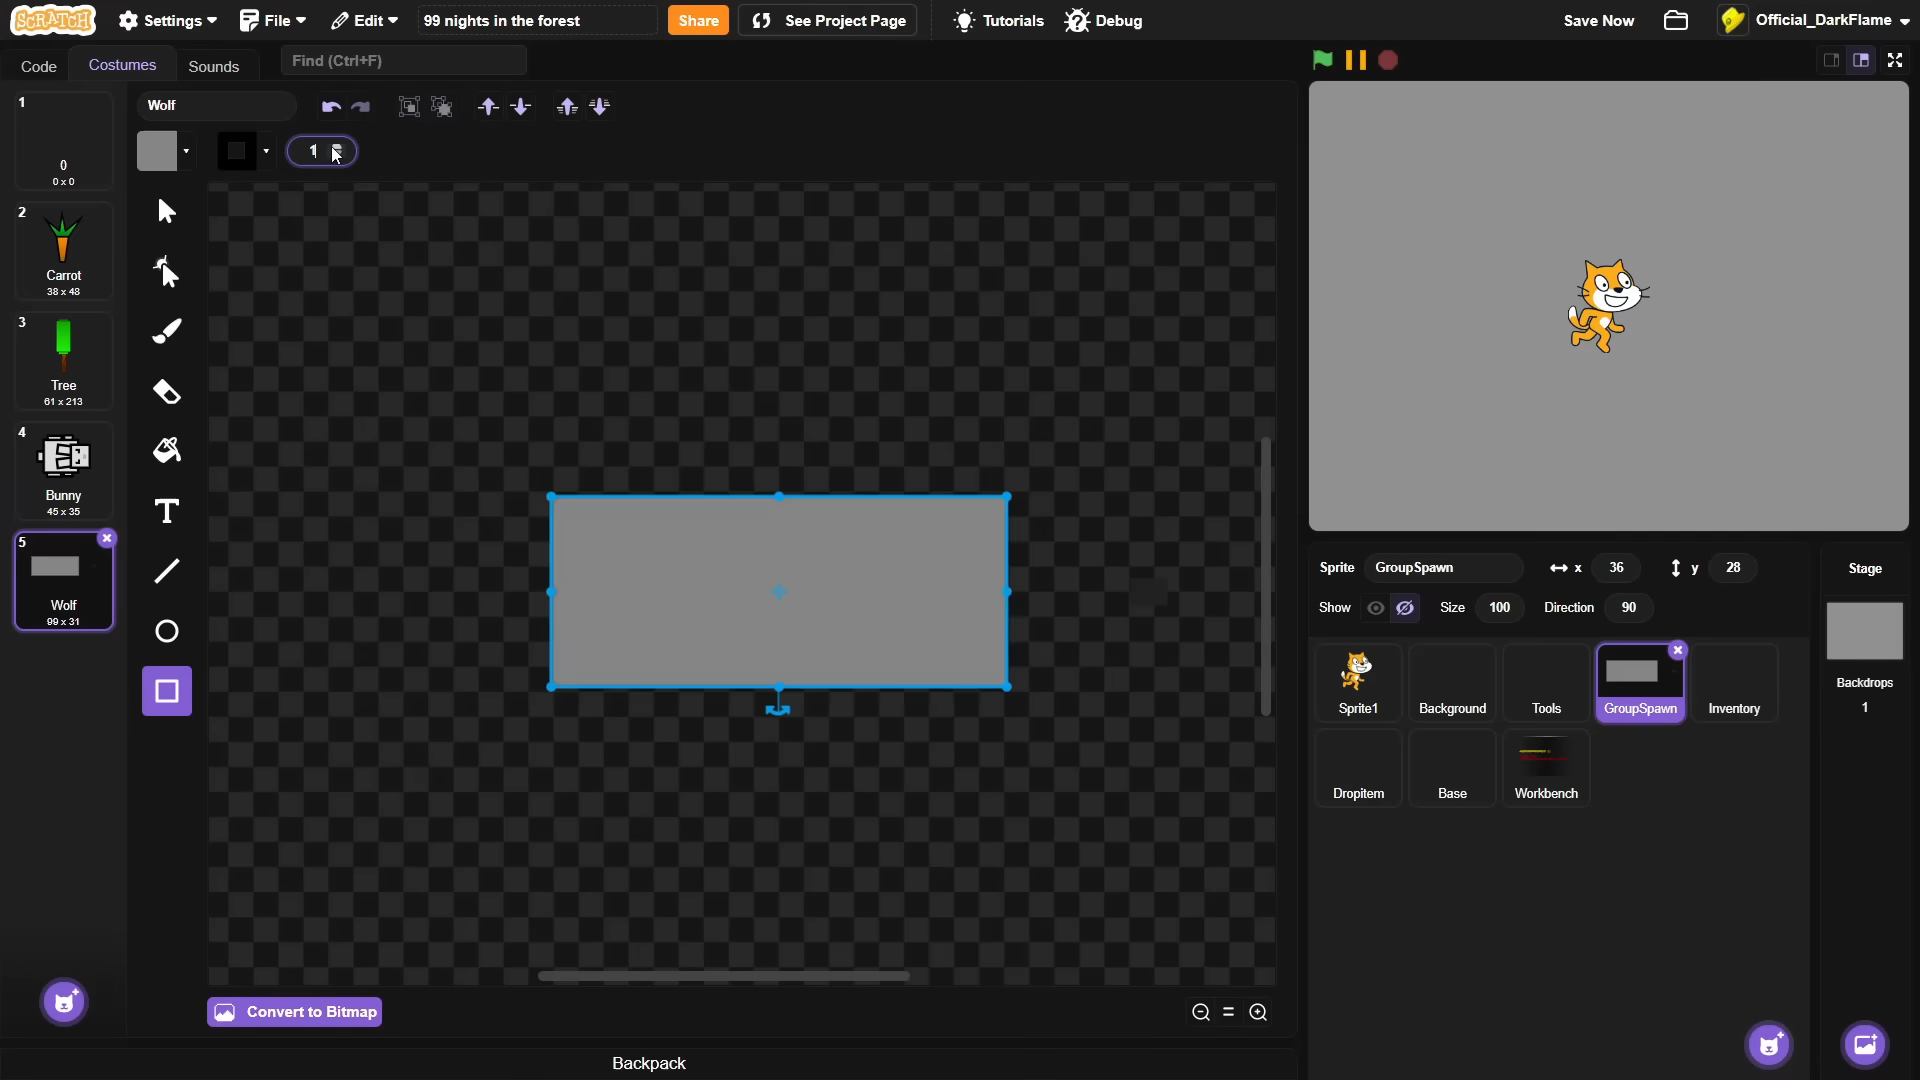 SCRATCH Settings File Edit 99 nights in the forest Share See Project Page Tutorials Debug Save Now Official_DarkFlame
Code Costumes Sounds Find (Ctrl+F)
Wolf
1
1
0
0 x 0
2
Carrot
38 x 48
3
Tree
61 x 213
4
Bunny
45 x 35
5
Wolf
99 x 31
T
Convert to Bitmap
Backpack
Sprite GroupSpawn x 36 y 28
Show Size 100 Direction 90
Sprite1 Background Tools GroupSpawn Inventory
Dropitem Base Workbench
Stage
Backdrops
1